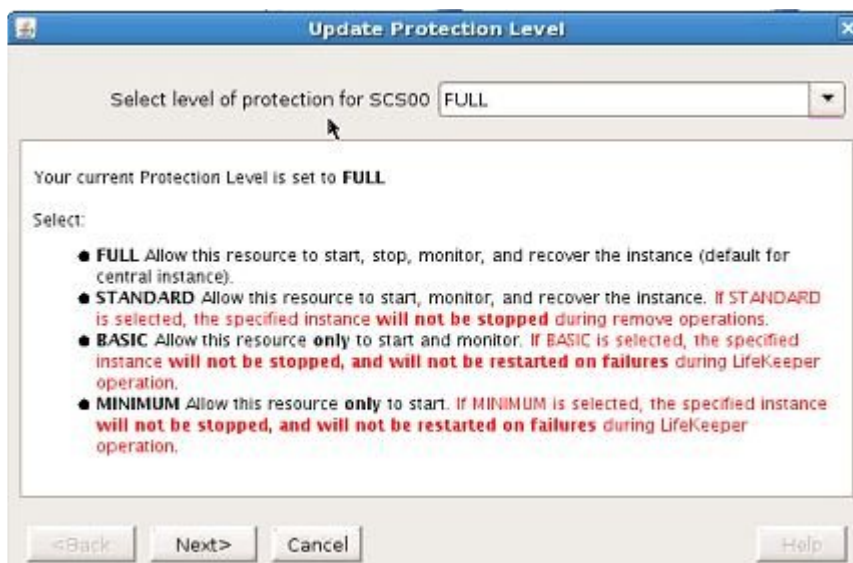 Update Protection Level
Select level of protection for SCS00 FULL
Your current Protection Level is set to FULL
Select:
● FULL Allow this resource to start, stop, monitor, and recover the instance (default for
central instance).
● STANDARD Allow this resource to start, monitor, and recover the instance. If STANDARD
is selected, the specified instance will not be stopped during remove operations.
● BASIC Allow this resource only to start and monitor. If BASIC is selected, the specified
instance will not be stopped, and will not be restarted on failures during LifeKeeper
operation.
● MINIMUM Allow this resource only to start. If MINIMUM is selected, the specified instance
will not be stopped, and will not be restarted on failures during LifeKeeper
operation.
<Back Next> Cancel Help